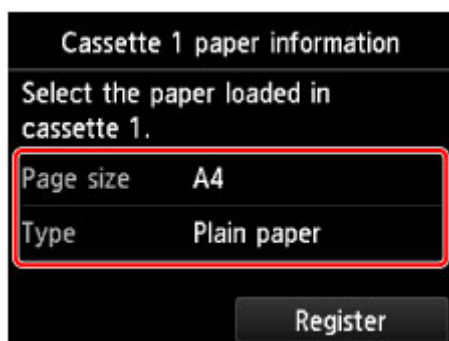 Cassette 1 paper information
Select the paper loaded in
cassette 1.
Page size A4
Type Plain paper
Register